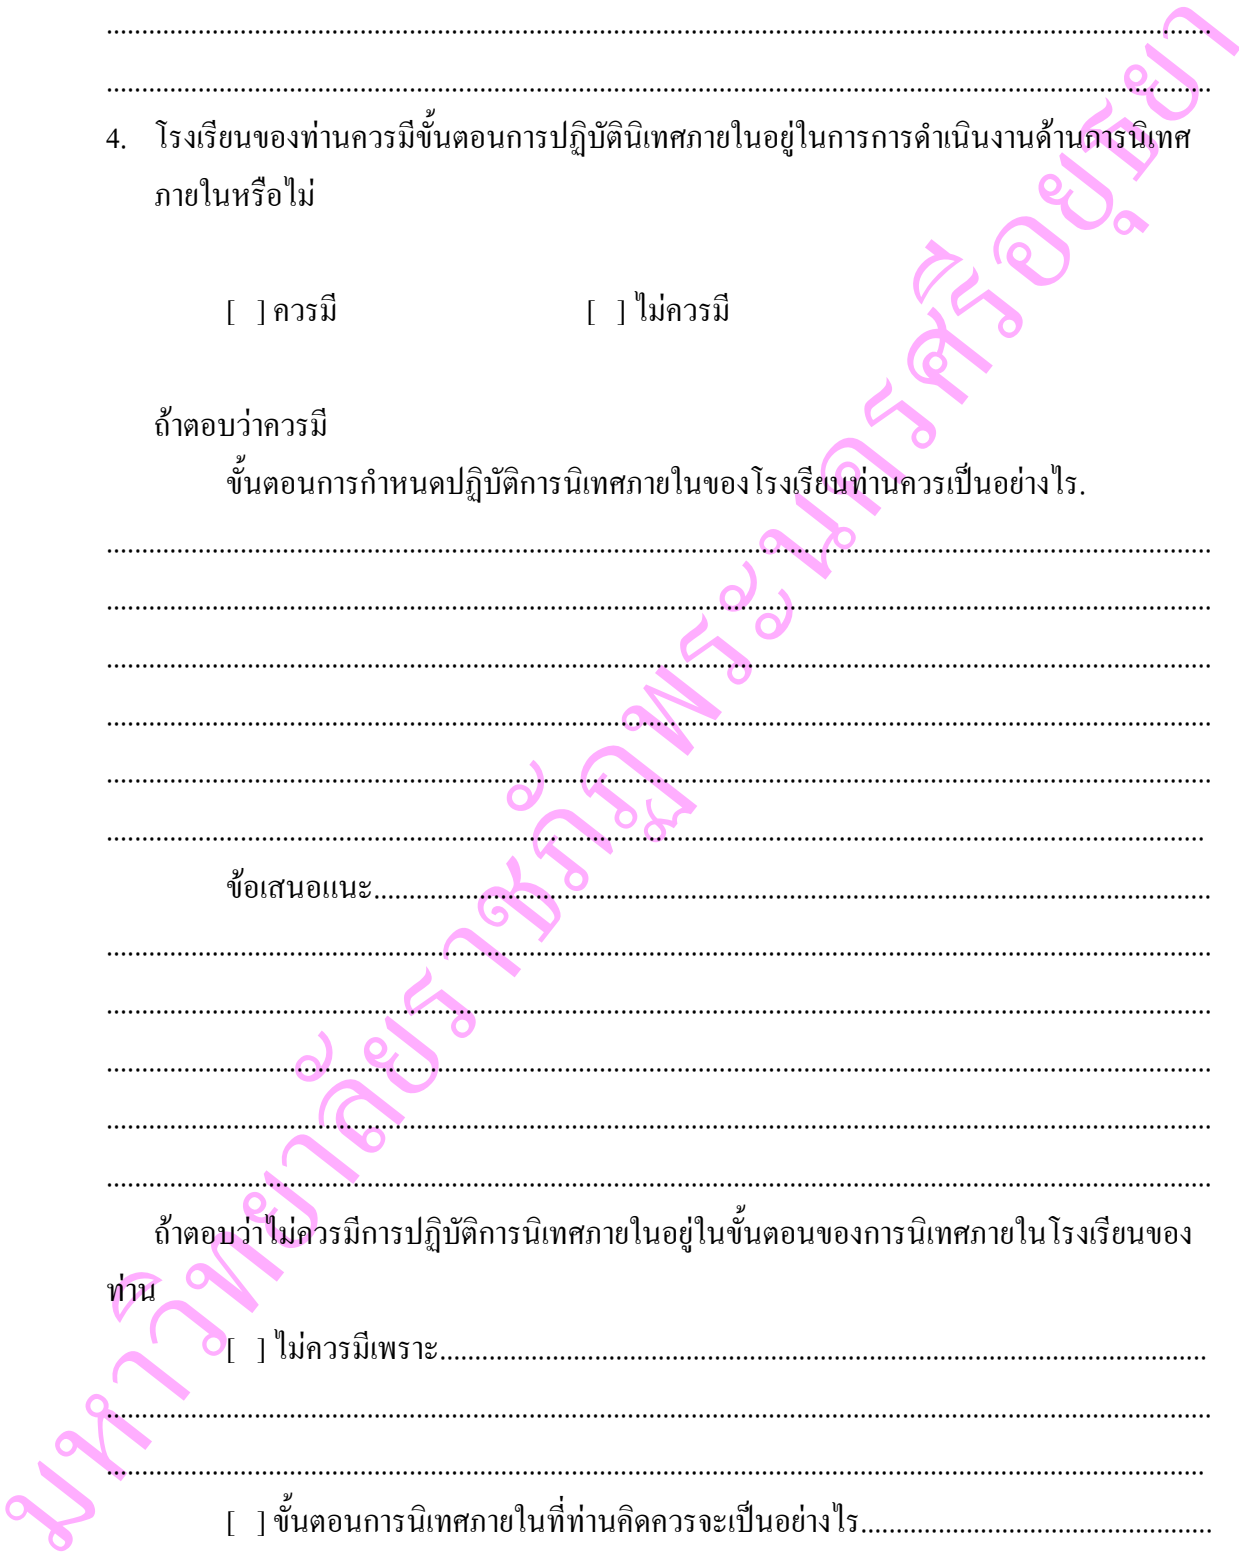 ................................................................................
................................................................................
4. โรงเรียนของท่านควรมีขั้นตอนการปฏิบัตินิเทศภายในอยู่ในการการดำเนินงานด้านการนิเทศ
ภายในหรือไม่
[ ] ควรมี [ ] ไม่ควรมี
ถ้าตอบว่าควรมี
ขั้นตอนการกำหนดปฏิบัติการนิเทศภายในของโรงเรียนท่านควรเป็นอย่างไร.
................................................................................
................................................................................
................................................................................
................................................................................
................................................................................
................................................................................
ข้อเสนอแนะ................................................................................
................................................................................
................................................................................
................................................................................
................................................................................
................................................................................
ถ้าตอบว่าไม่ควรมีการปฏิบัติการนิเทศภายในอยู่ในขั้นตอนของการนิเทศภายในโรงเรียนของ
ท่าน
[ ] ไม่ควรมีเพราะ................................................................................
................................................................................
................................................................................
[ ] ขั้นตอนการนิเทศภายในที่ท่านคิดควรจะเป็นอย่างไร..................................................
มหาวิทยาลัยราชภัฏพระนครศรีอยุธยา